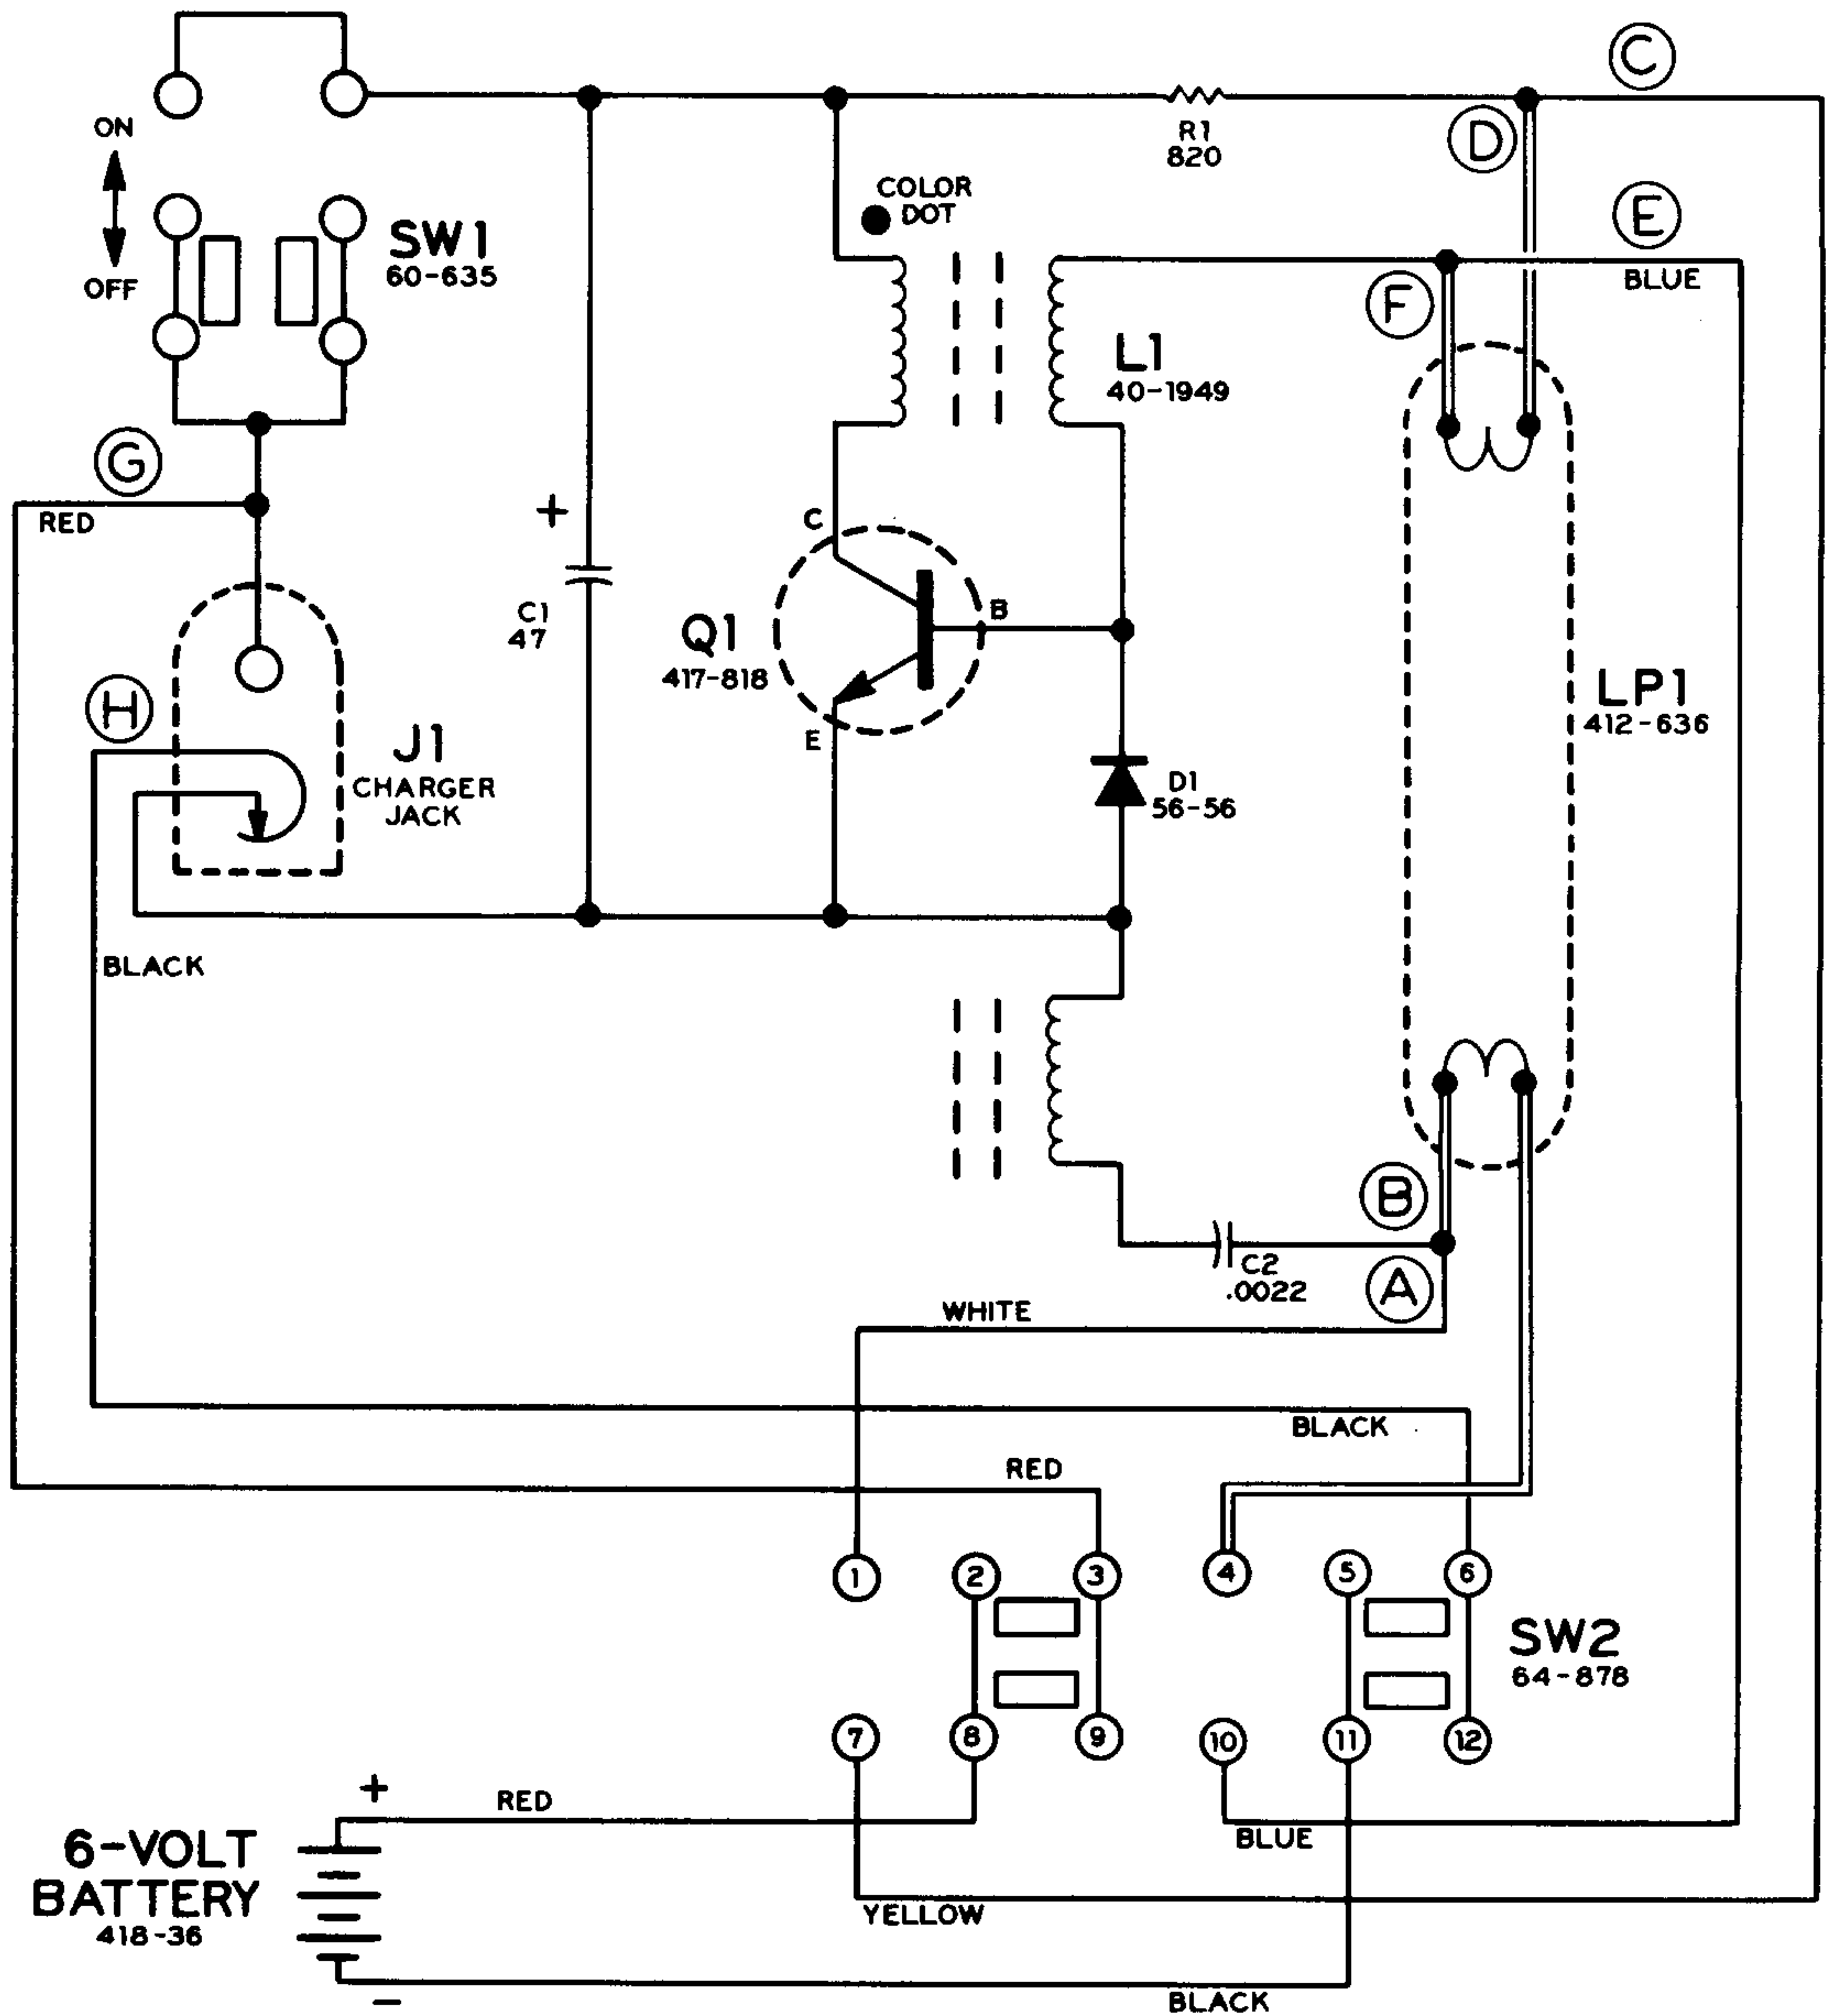 C
ON
R1
820
D
COLOR
DOT
E
BLUE
SW1
60-635
OFF
F
L1
40-1949
G
RED
+
C
C1
47
B
Q1
417-818
LP1
412-636
H
E
J1
CHARGER
JACK
D1
56-56
BLACK
B
C2
.0022
A
WHITE
BLACK
RED
1
2
3
4
5
6
SW2
64-878
7
8
9
10
11
12
+
RED
BLUE
6-VOLT
BATTERY
418-36
YELLOW
−
BLACK